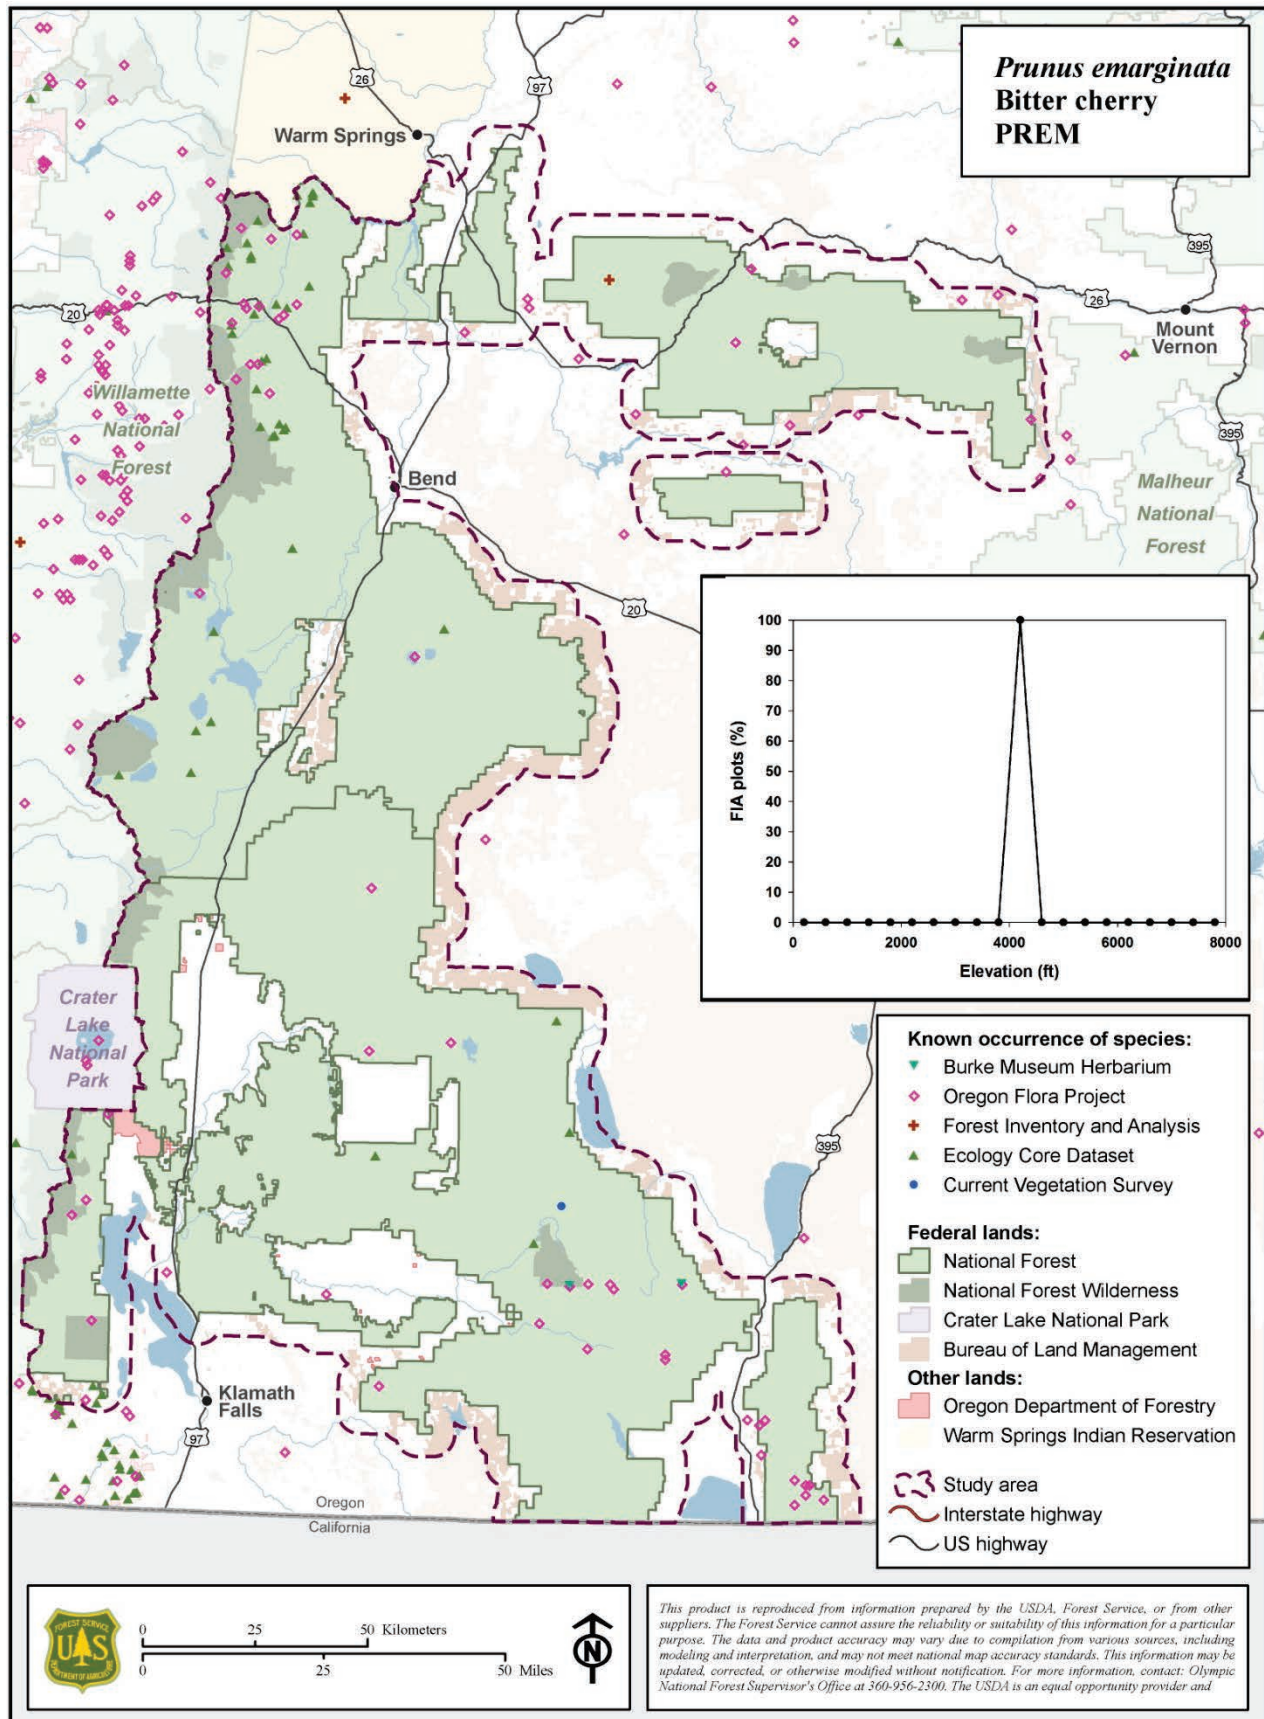 Prunus emarginata
Bitter cherry
PREM
26
97
Warm Springs
395
20
26
Mount
Vernon
Willamette
National
Forest
395
Bend
Malheur
National
Forest
20
100
90
80
70
60
50
40
30
20
10
0
FIA plots (%)
0 2000 4000 6000 8000
Elevation (ft)
Crater
Lake
National
Park
395
Klamath
Falls
97
Oregon
California
Known occurrence of species:
Burke Museum Herbarium
Oregon Flora Project
Forest Inventory and Analysis
Ecology Core Dataset
Current Vegetation Survey
Federal lands:
National Forest
National Forest Wilderness
Crater Lake National Park
Bureau of Land Management
Other lands:
Oregon Department of Forestry
Warm Springs Indian Reservation
Study area
Interstate highway
US highway
FOREST SERVICE
U S
DEPARTMENT OF AGRICULTURE
0 25 50 Kilometers
0 25 50 Miles
N
This product is reproduced from information prepared by the USDA, Forest Service, or from other
suppliers. The Forest Service cannot assure the reliability or suitability of this information for a particular
purpose. The data and product accuracy may vary due to compilation from various sources, including
modeling and interpretation, and may not meet national map accuracy standards. This information may be
updated, corrected, or otherwise modified without notification. For more information, contact: Olympic
National Forest Supervisor's Office at 360-956-2300. The USDA is an equal opportunity provider and